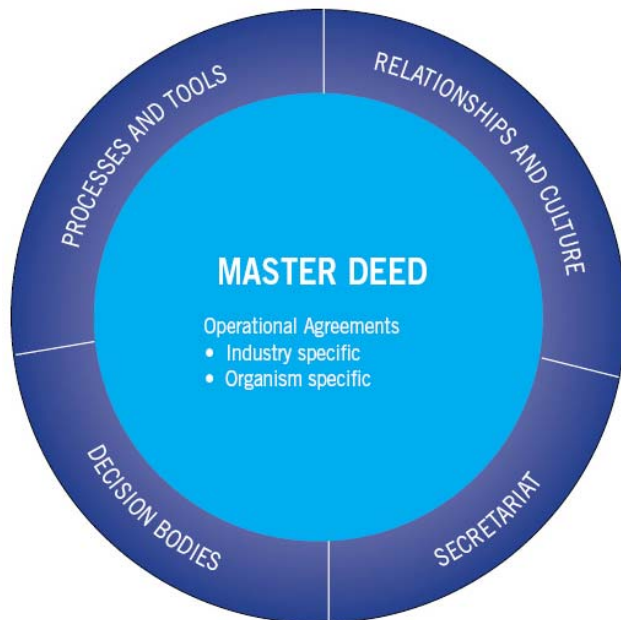 PROCESSES AND TOOLS
RELATIONSHIPS AND CULTURE
MASTER DEED
Operational Agreements
• Industry specific
• Organism specific
DECISION BODIES
SECRETARIAT